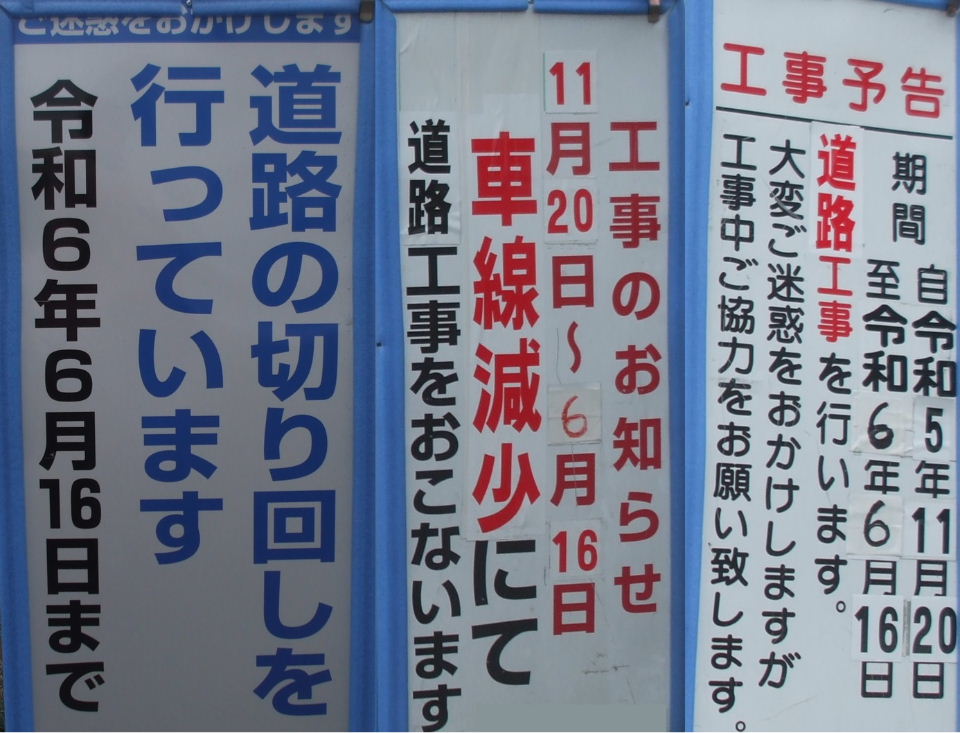 ご迷惑をおかけします
道路の切り回しを
行っています
令和6年6月16日まで
工事のお知らせ
11月20日~6月16日
車線減少にて
道路工事をおこないます
工事予告
期間
自令和5年11月20日
至令和6年6月16日
道路工事を行います。
大変ご迷惑をおかけしますが
工事中ご協力をお願い致します。